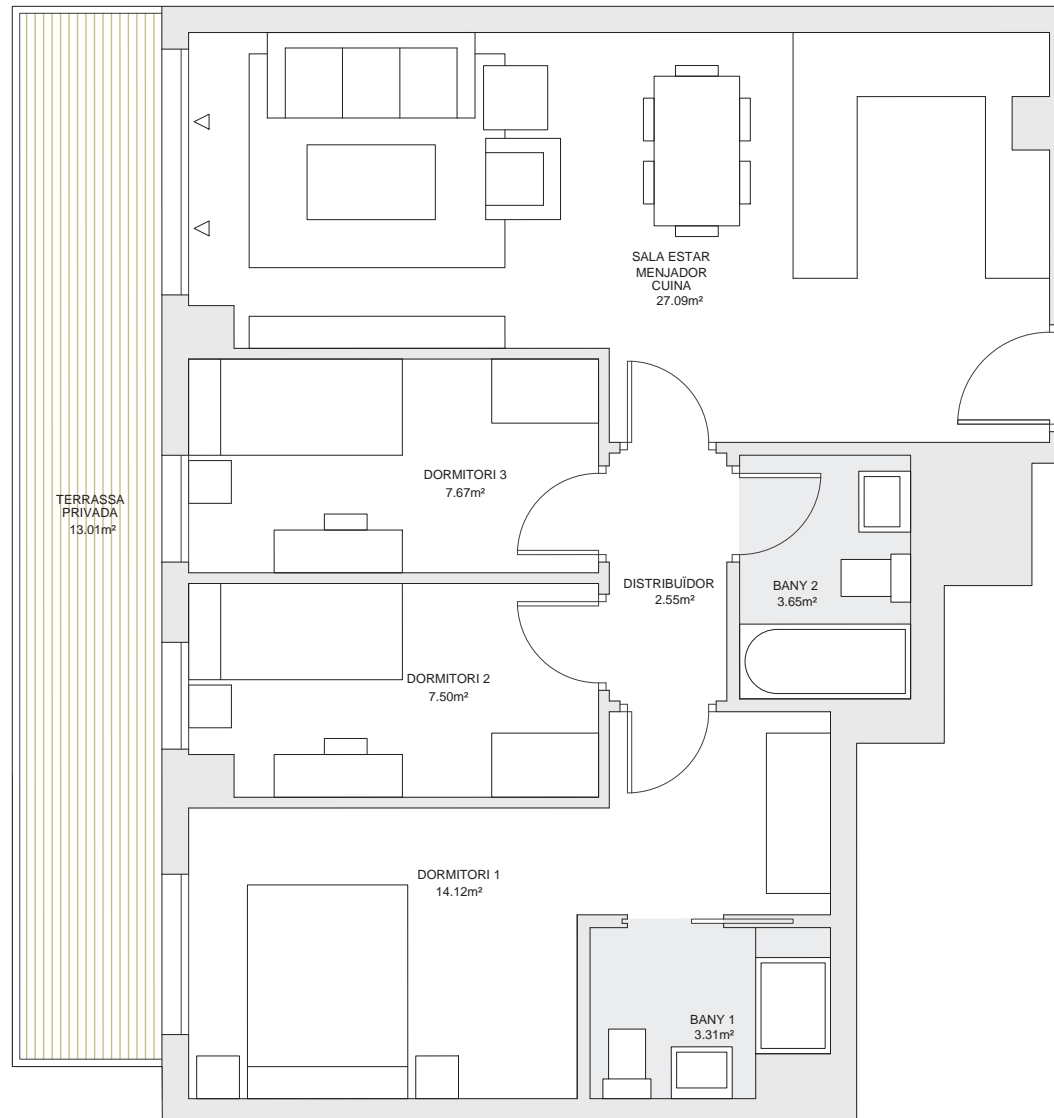 SALA ESTAR
MENJADOR
CUINA
27.09m²
DORMITORI 3
7.67m²
TERRASSA
PRIVADA
13.01m²
DISTRIBUÏDOR
2.55m²
BANY 2
3.65m²
DORMITORI 2
7.50m²
DORMITORI 1
14.12m²
BANY 1
3.31m²